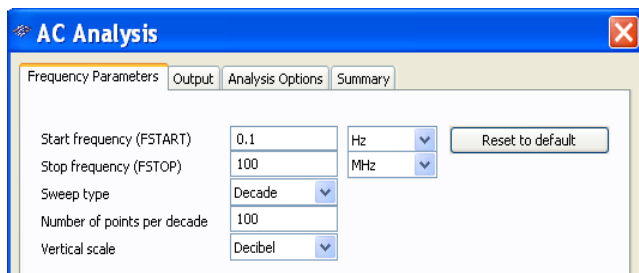 AC Analysis
Frequency Parameters Output Analysis Options Summary
Start frequency (FSTART) 0.1 Hz Reset to default
Stop frequency (FSTOP) 100 MHz
Sweep type Decade
Number of points per decade 100
Vertical scale Decibel